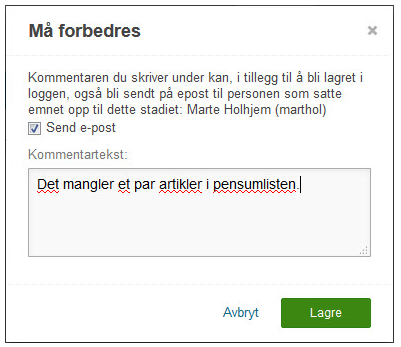 Må forbedres
Kommentaren du skriver under kan, i tillegg til å bli lagret i
loggen, også bli sendt på epost til personen som satte
emnet opp til dette stadiet: Marte Holhjem (marthol)
Send e-post
Kommentartekst:
Det mangler et par artikler i pensumlisten.
Avbryt
Lagre